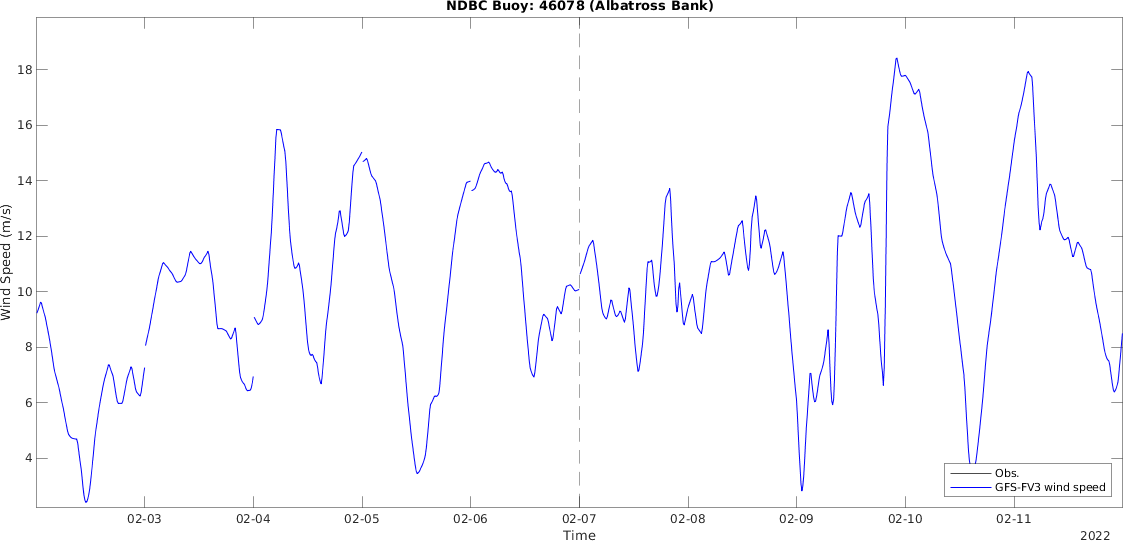 NDBC Buoy: 46078 (Albatross Bank)
Wind Speed (m/s)
18
16
14
12
10
8
6
4
Obs.
GFS-FV3 wind speed
02-03 02-04 02-05 02-06 02-07 02-08 02-09 02-10 02-11
Time
2022